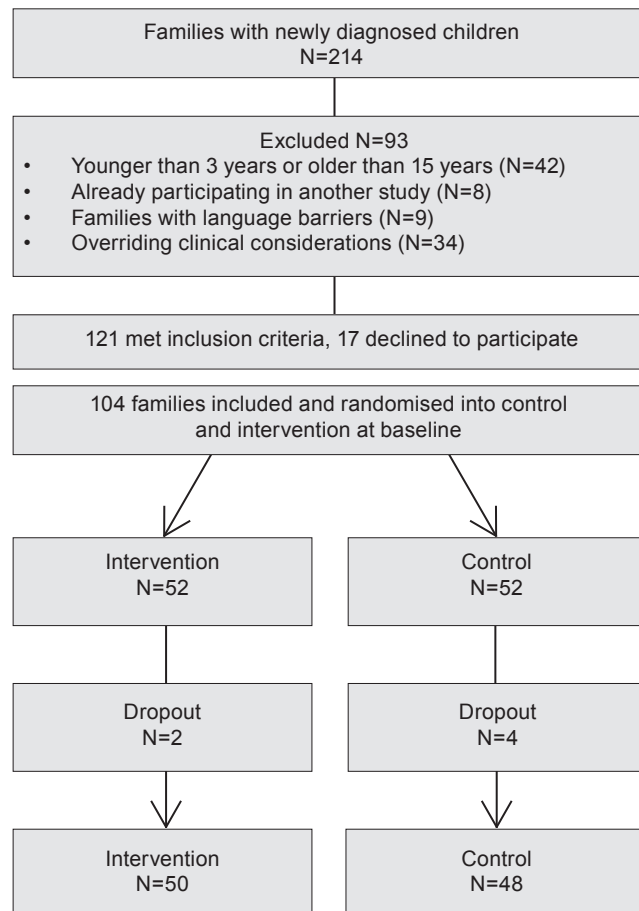 Families with newly diagnosed children
N=214
Excluded N=93
• Younger than 3 years or older than 15 years (N=42)
• Already participating in another study (N=8)
• Families with language barriers (N=9)
• Overriding clinical considerations (N=34)
121 met inclusion criteria, 17 declined to participate
104 families included and randomised into control
and intervention at baseline
Intervention
N=52
Control
N=52
Dropout
N=2
Dropout
N=4
Intervention
N=50
Control
N=48